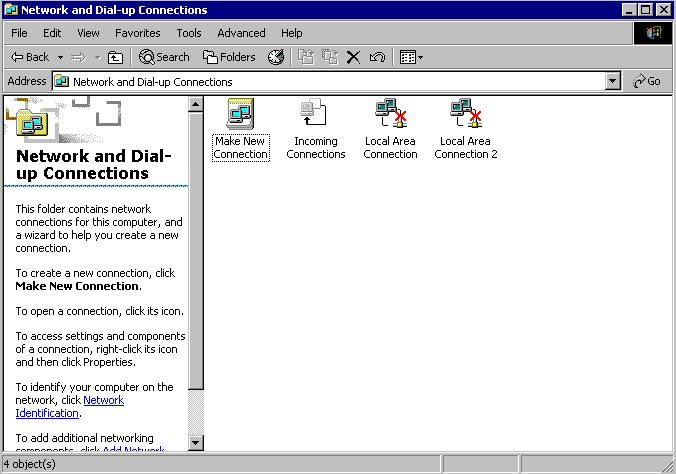 Network and Dial-up Connections
File Edit View Favorites Tools Advanced Help
Back Search Folders
Address Network and Dial-up Connections Go
Network and Dial-
up Connections
This folder contains network
connections for this computer, and
a wizard to help you create a new
connection.
To create a new connection, click
Make New Connection.
To open a connection, click its icon.
To access settings and components
of a connection, right-click its icon
and then click Properties.
To identify your computer on the
network, click Network
Identification.
To add additional networking
components, click Add Network
Make New
Connection
Incoming
Connections
Local Area
Connection
Local Area
Connection 2
4 object(s)